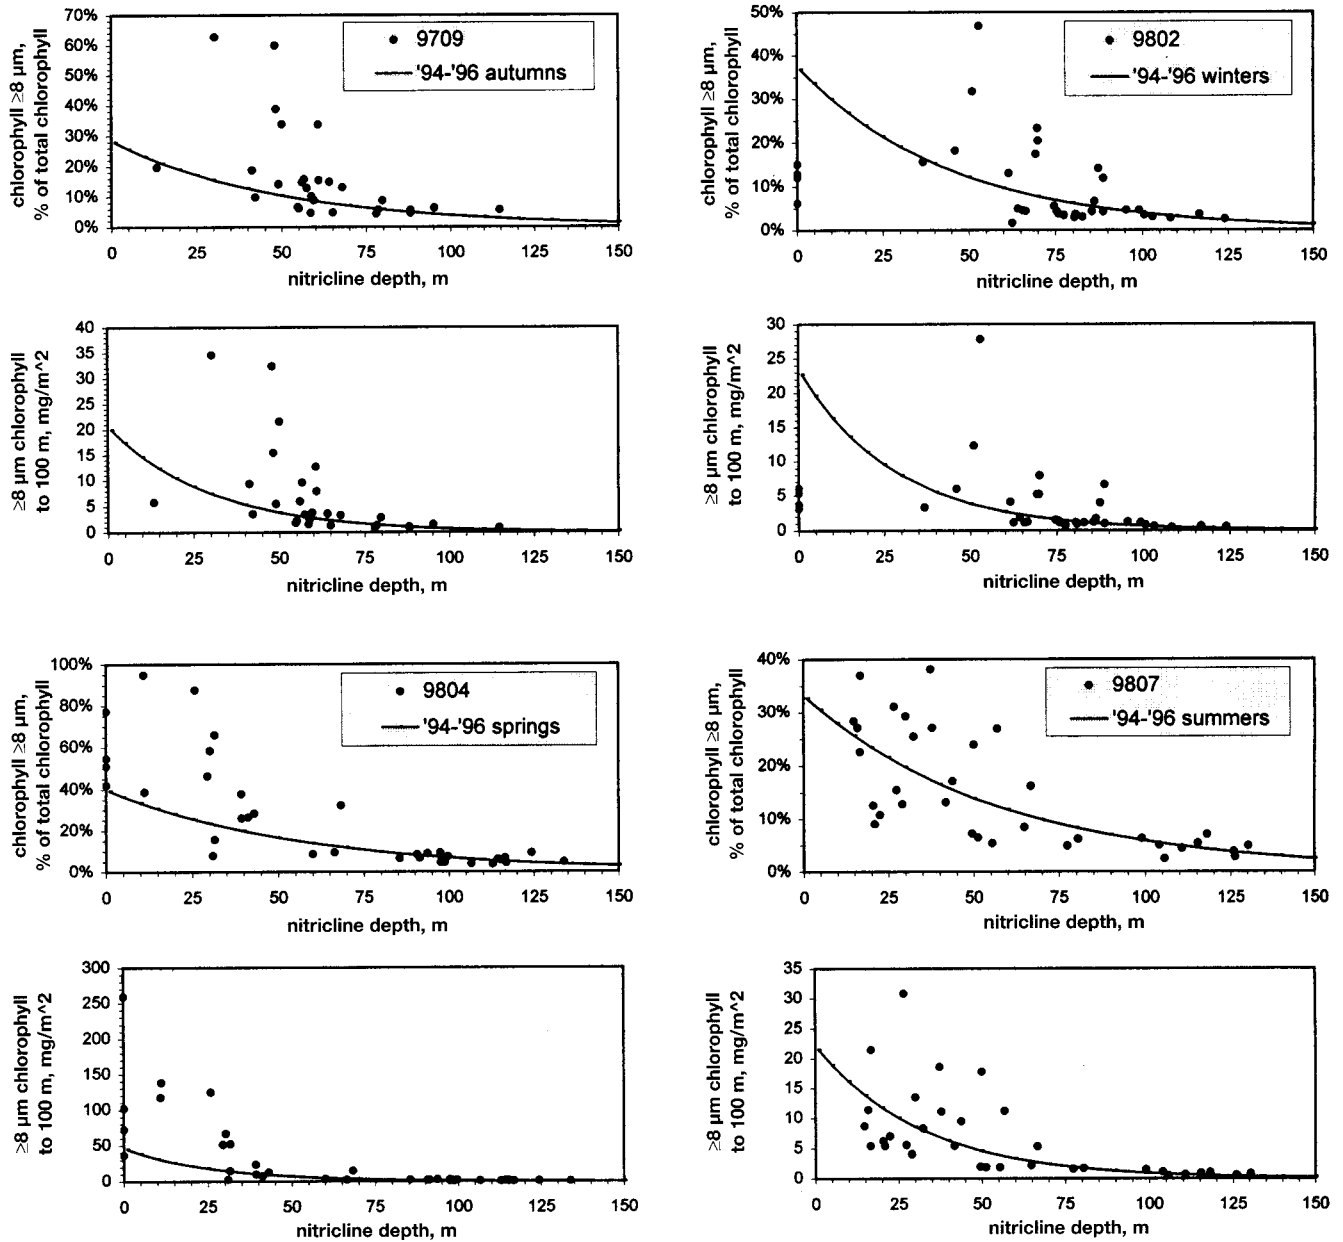 chlorophyll ≥8 µm,
% of total chlorophyll
70%
60%
50%
40%
30%
20%
10%
0%
9709
'94-'96 autumns
0 25 50 75 100 125 150
nitricline depth, m
chlorophyll ≥8 µm,
% of total chlorophyll
50%
40%
30%
20%
10%
0%
9802
'94-'96 winters
0 25 50 75 100 125 150
nitricline depth, m
≥8 µm chlorophyll
to 100 m, mg/m^2
40
35
30
25
20
15
10
5
0
0 25 50 75 100 125 150
nitricline depth, m
≥8 µm chlorophyll
to 100 m, mg/m^2
30
25
20
15
10
5
0
0 25 50 75 100 125 150
nitricline depth, m
chlorophyll ≥8 µm,
% of total chlorophyll
100%
80%
60%
40%
20%
0%
9804
'94-'96 springs
0 25 50 75 100 125 150
nitricline depth, m
chlorophyll ≥8 µm,
% of total chlorophyll
40%
30%
20%
10%
0%
9807
'94-'96 summers
0 25 50 75 100 125 150
nitricline depth, m
≥8 µm chlorophyll
to 100 m, mg/m^2
300
250
200
150
100
50
0
0 25 50 75 100 125 150
nitricline depth, m
≥8 µm chlorophyll
to 100 m, mg/m^2
35
30
25
20
15
10
5
0
0 25 50 75 100 125 150
nitricline depth, m